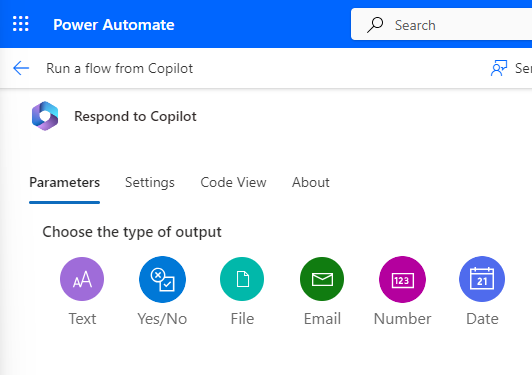 Power Automate
Search
Run a flow from Copilot
Respond to Copilot
Parameters Settings Code View About
Choose the type of output
AA 123 21
Text Yes/No File Email Number Date